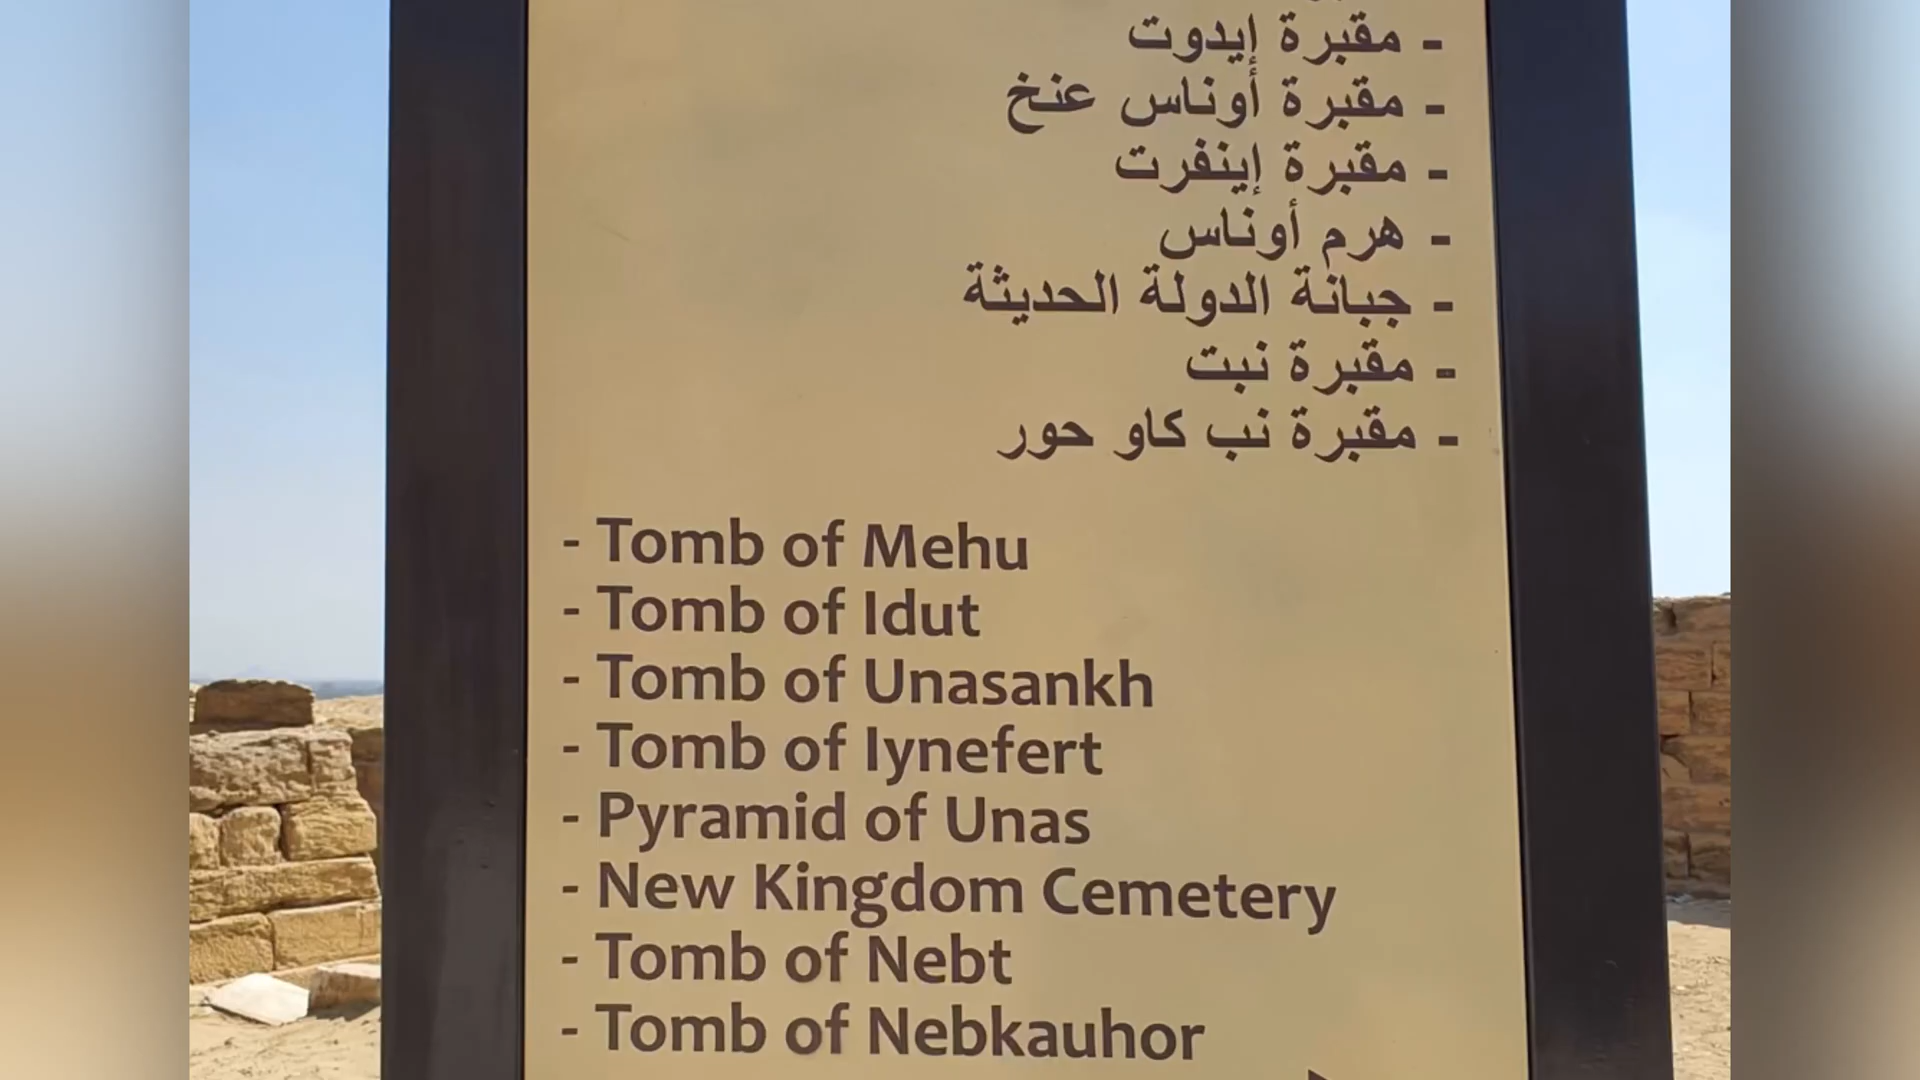 - مقبرة إيدوت
- مقبرة أوناس عنخ
- مقبرة إينفرت
- هرم أوناس
- جبانة الدولة الحديثة
- مقبرة نبت
- مقبرة نب كاو حور
- Tomb of Mehu
- Tomb of Idut
- Tomb of Unasankh
- Tomb of Iynefert
- Pyramid of Unas
- New Kingdom Cemetery
- Tomb of Nebt
- Tomb of Nebkauhor